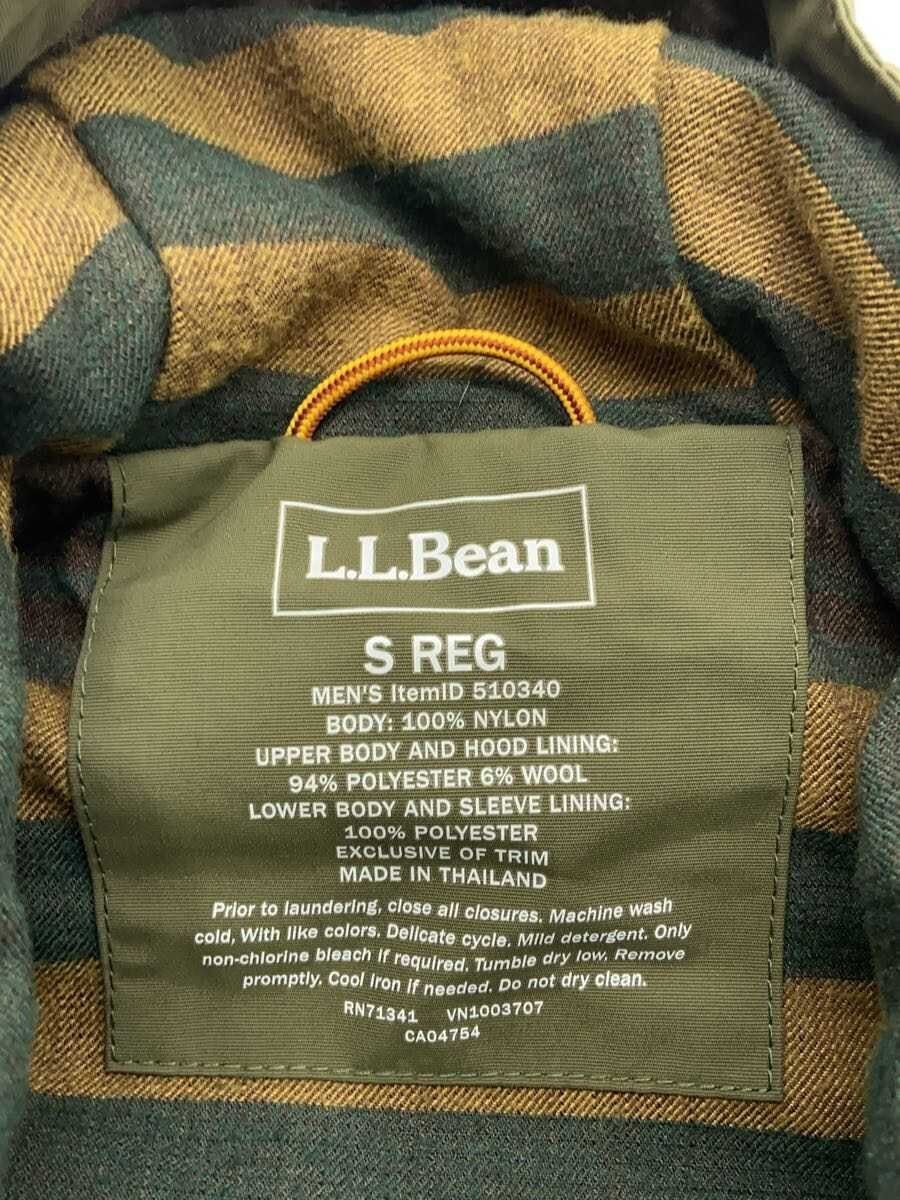 L.L.Bean
S REG
MEN'S ItemID 510340
BODY: 100% NYLON
UPPER BODY AND HOOD LINING:
94% POLYESTER 6% WOOL
LOWER BODY AND SLEEVE LINING:
100% POLYESTER
EXCLUSIVE OF TRIM
MADE IN THAILAND
Prior to laundering, close all closures. Machine wash
cold, With like colors. Delicate cycle. Mild detergent. Only
non-chlorine bleach if required. Tumble dry low. Remove
promptly. Cool iron if needed. Do not dry clean.
RN71341 VN1003707
CA04754